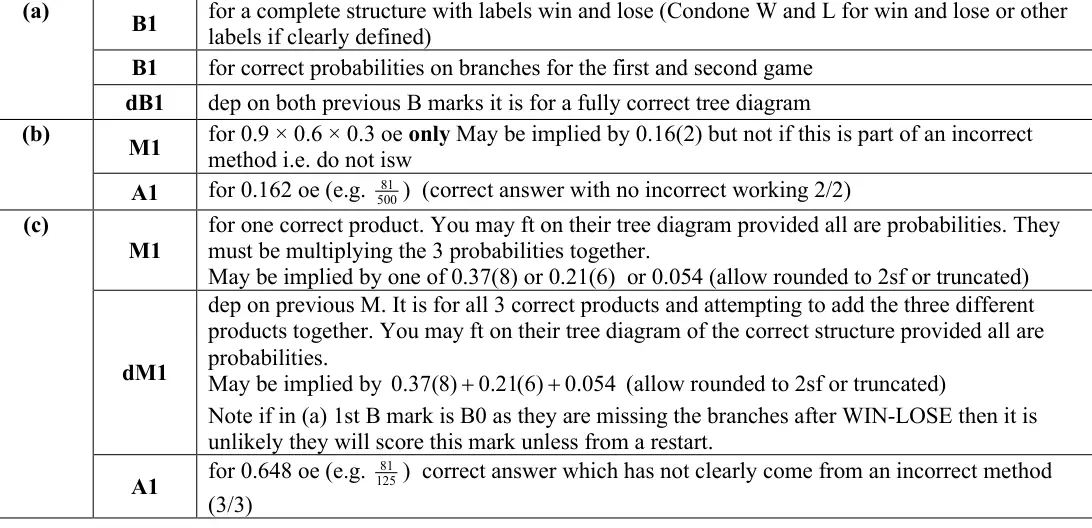 (a) B1 for a complete structure with labels win and lose (Condone W and L for win and lose or other
labels if clearly defined)
B1 for correct probabilities on branches for the first and second game
dB1 dep on both previous B marks it is for a fully correct tree diagram
(b) M1 for 0.9 × 0.6 × 0.3 oe only May be implied by 0.16(2) but not if this is part of an incorrect
method i.e. do not isw
A1 for 0.162 oe (e.g. 81/500 ) (correct answer with no incorrect working 2/2)
(c) M1 for one correct product. You may ft on their tree diagram provided all are probabilities. They
must be multiplying the 3 probabilities together.
May be implied by one of 0.37(8) or 0.21(6) or 0.054 (allow rounded to 2sf or truncated)
dM1 dep on previous M. It is for all 3 correct products and attempting to add the three different
products together. You may ft on their tree diagram of the correct structure provided all are
probabilities.
May be implied by 0.37(8) + 0.21(6) + 0.054 (allow rounded to 2sf or truncated)
Note if in (a) 1st B mark is B0 as they are missing the branches after WIN-LOSE then it is
unlikely they will score this mark unless from a restart.
A1 for 0.648 oe (e.g. 81/125 ) correct answer which has not clearly come from an incorrect method
(3/3)